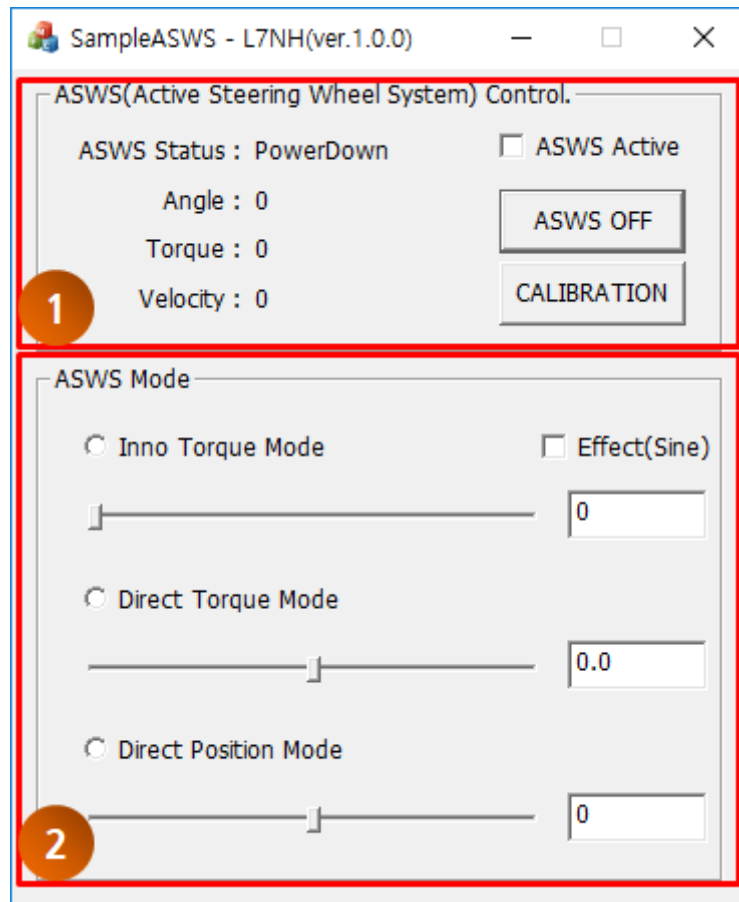 SampleASWS - L7NH(ver.1.0.0)
ASWS(Active Steering Wheel System) Control.
ASWS Status : PowerDown
ASWS Active
Angle : 0
ASWS OFF
Torque : 0
Velocity : 0
CALIBRATION
1
ASWS Mode
Inno Torque Mode
Effect(Sine)
0
Direct Torque Mode
0.0
Direct Position Mode
0
2